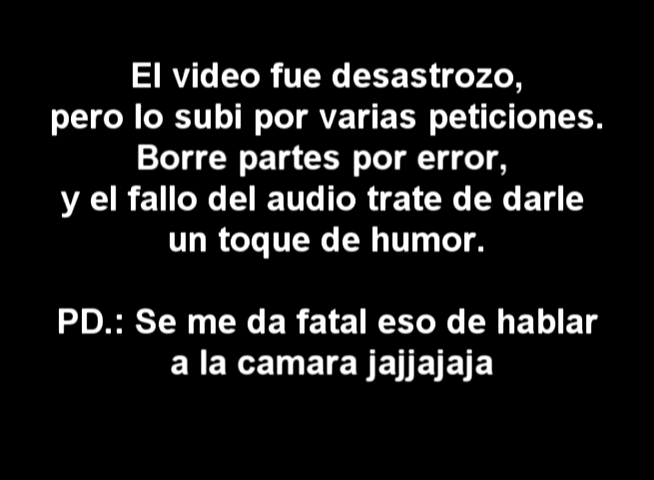 El video fue desastrozo,
pero lo subi por varias peticiones.
Borre partes por error,
y el fallo del audio trate de darle
un toque de humor.
PD.: Se me da fatal eso de hablar
a la camara jajjajaja